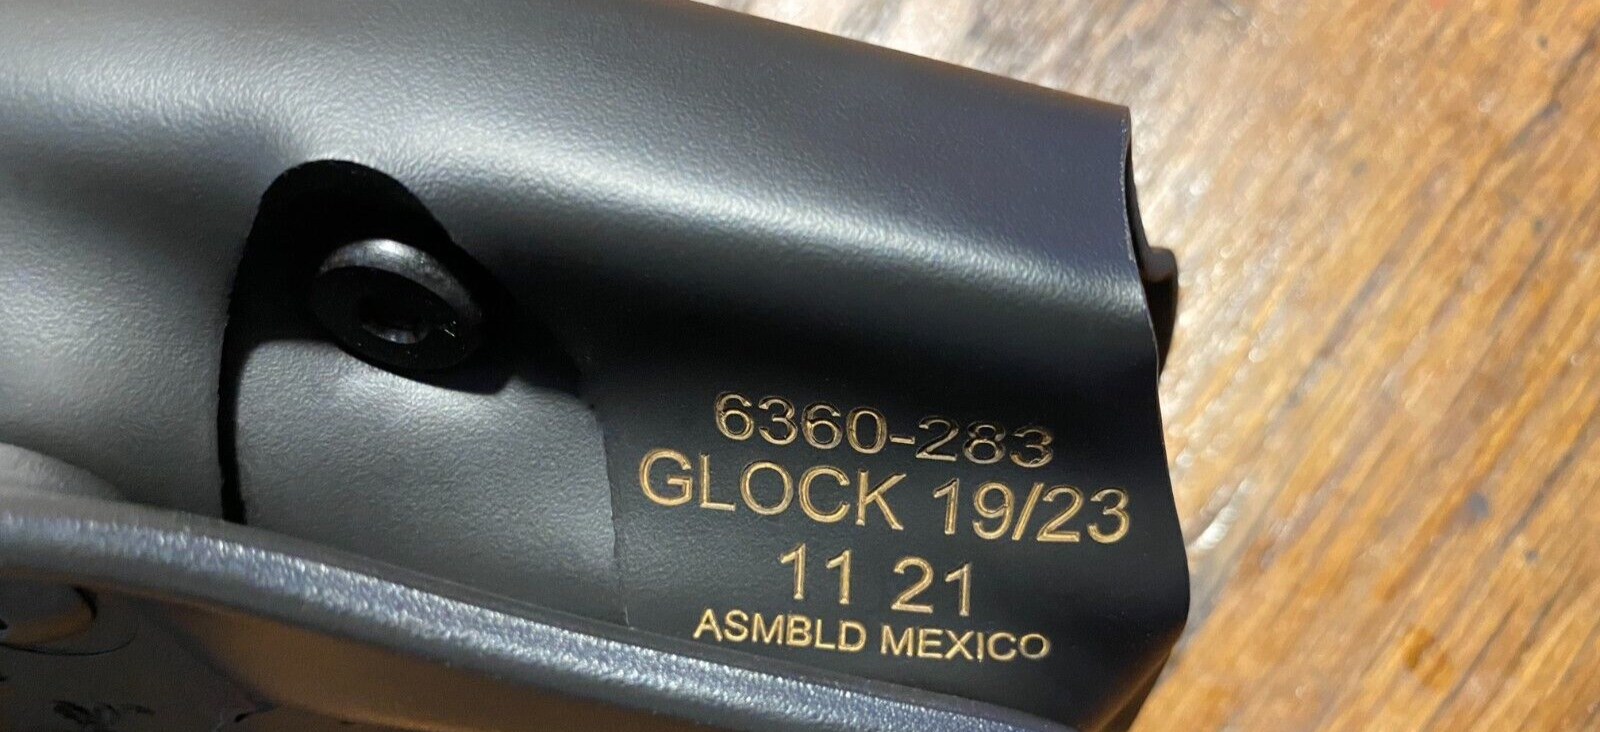 6360-283
GLOCK 19/23
11 21
ASMBLD MEXICO